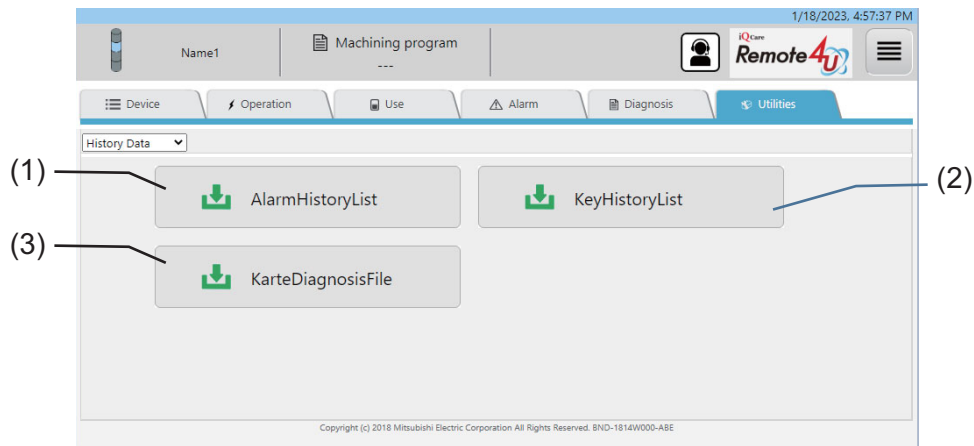 1/18/2023, 4:57:37 PM
Name1
Machining program
---
iQ Care
Remote4U
Device
Operation
Use
Alarm
Diagnosis
Utilities
History Data
(1)
AlarmHistoryList
KeyHistoryList
(2)
(3)
KarteDiagnosisFile
Copyright (c) 2018 Mitsubishi Electric Corporation All Rights Reserved. BND-1814W000-ABE